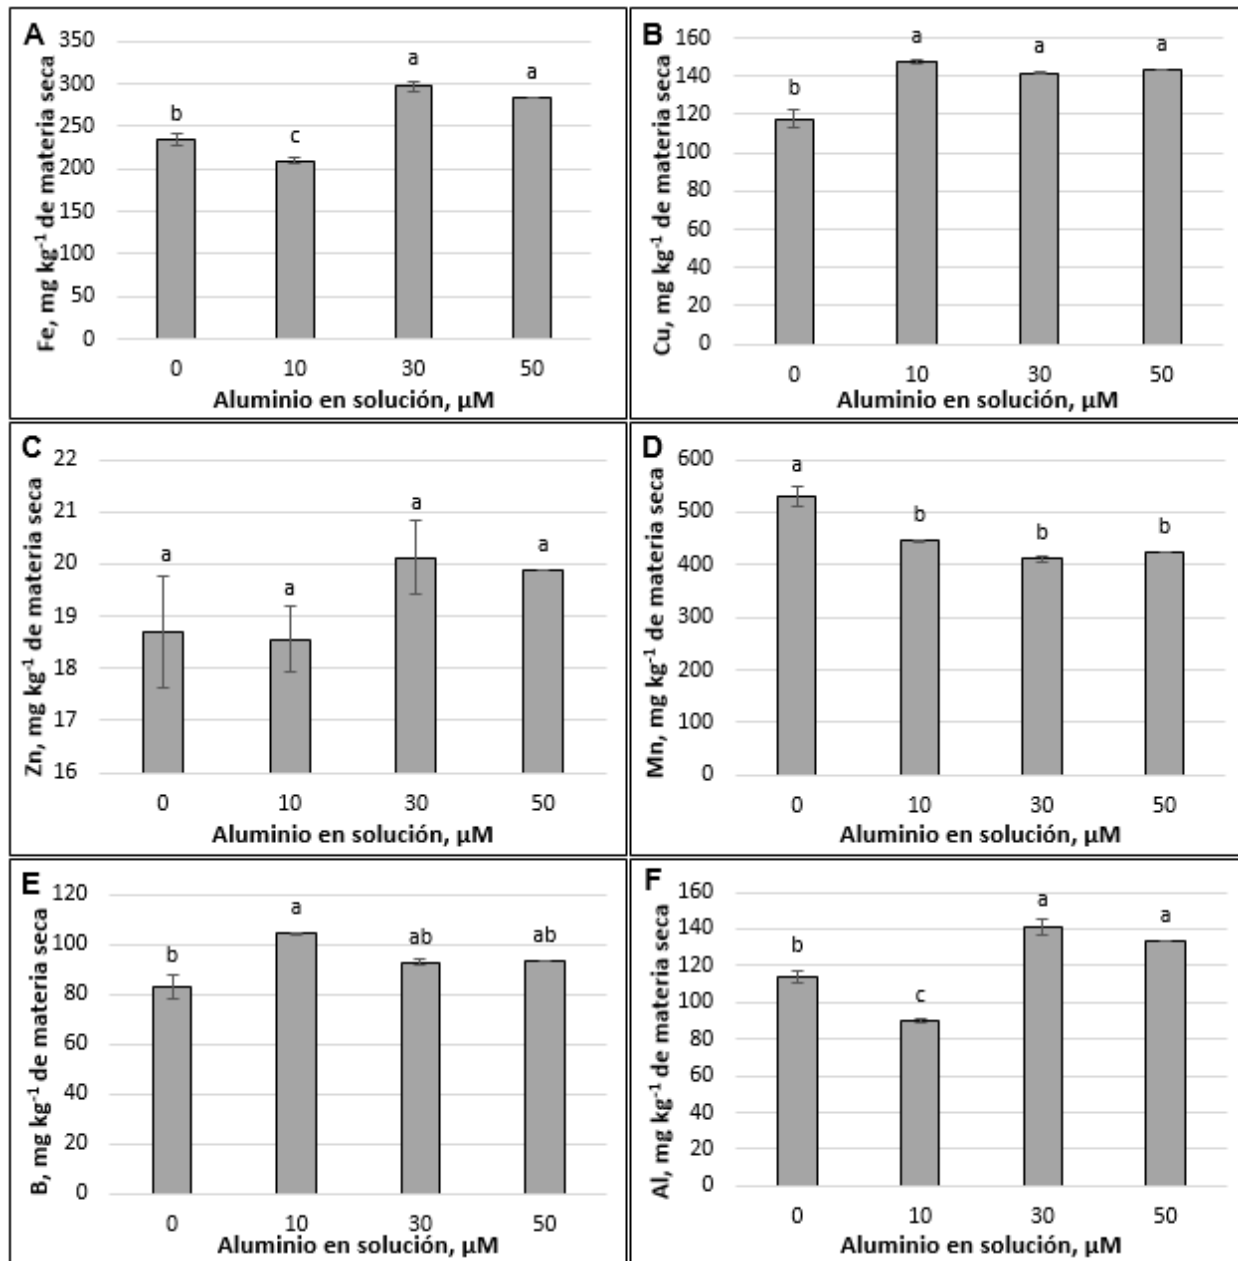 A
Fe, mg kg⁻¹ de materia seca
350
300
250
200
150
100
50
0
b
c
a
a
0 10 30 50
Aluminio en solución, µM
B
Cu, mg kg⁻¹ de materia seca
160
140
120
100
80
60
40
20
0
b
a
a
a
0 10 30 50
Aluminio en solución, µM
C
Zn, mg kg⁻¹ de materia seca
22
21
20
19
18
17
16
a
a
a
a
0 10 30 50
Aluminio en solución, µM
D
Mn, mg kg⁻¹ de materia seca
600
500
400
300
200
100
0
a
b
b
b
0 10 30 50
Aluminio en solución, µM
E
B, mg kg⁻¹ de materia seca
120
100
80
60
40
20
0
b
a
ab
ab
0 10 30 50
Aluminio en solución, µM
F
Al, mg kg⁻¹ de materia seca
160
140
120
100
80
60
40
20
0
b
c
a
a
0 10 30 50
Aluminio en solución, µM